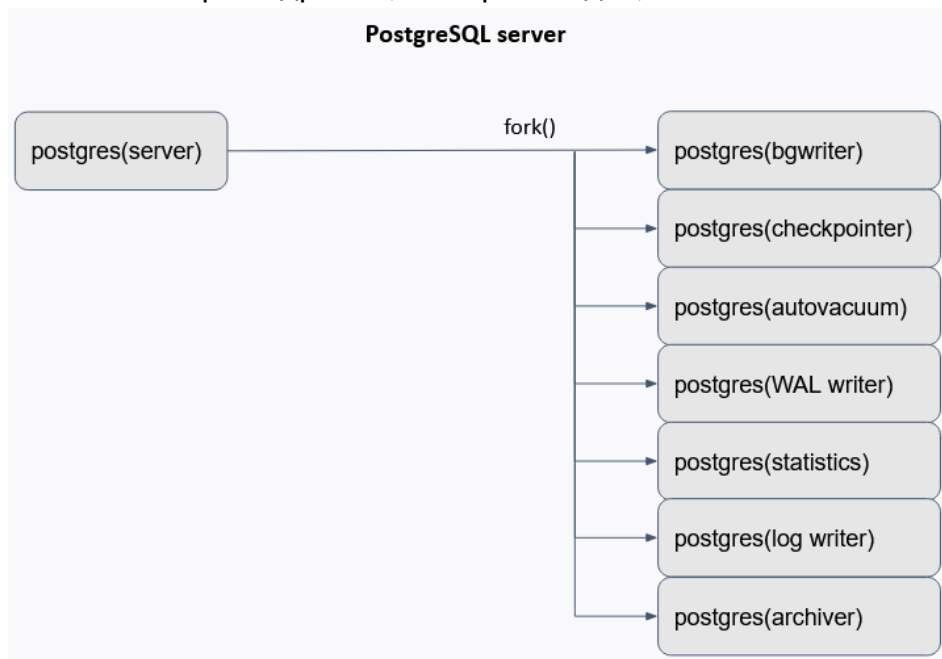 PostgreSQL server
fork()
postgres(server)
postgres(bgwriter)
postgres(checkpointer)
postgres(autovacuum)
postgres(WAL writer)
postgres(statistics)
postgres(log writer)
postgres(archiver)